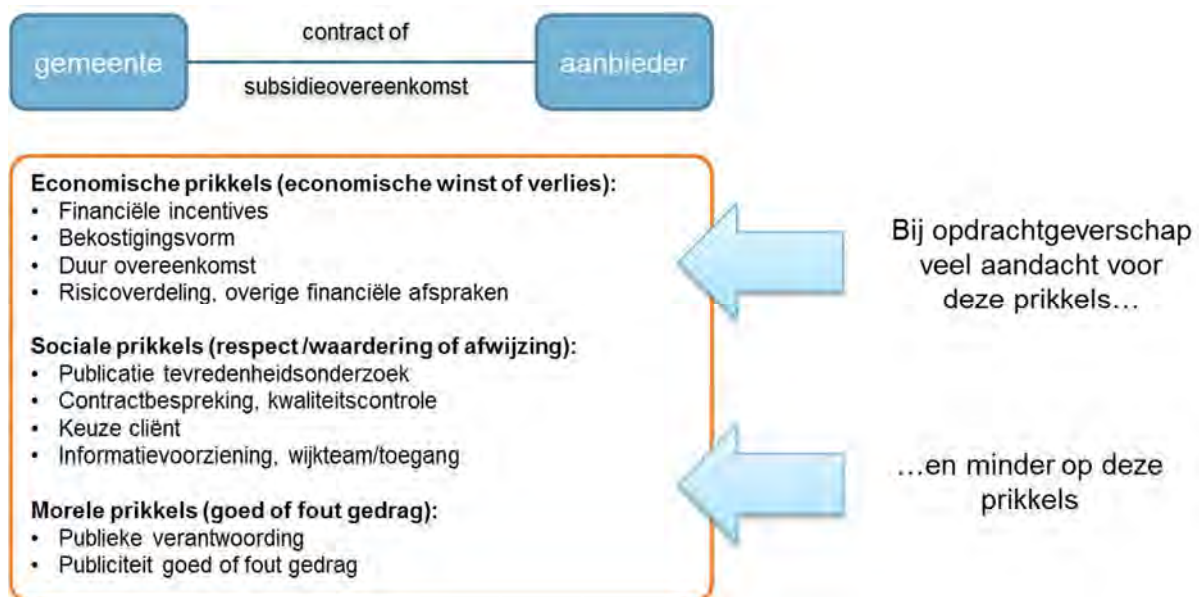 gemeente
contract of
subsidieovereenkomst
aanbieder
Economische prikkels (economische winst of verlies):
• Financiële incentives
• Bekostigingsvorm
• Duur overeenkomst
• Risicoverdeling, overige financiële afspraken
Sociale prikkels (respect/waardering of afwijzing):
• Publicatie tevredenheidsonderzoek
• Contractbespreking, kwaliteitscontrole
• Keuze cliënt
• Informatievoorziening, wijkteam/toegang
Morele prikkels (goed of fout gedrag):
• Publieke verantwoording
• Publiciteit goed of fout gedrag
Bij opdrachtgeverschap
veel aandacht voor
deze prikkels…
…en minder op deze
prikkels